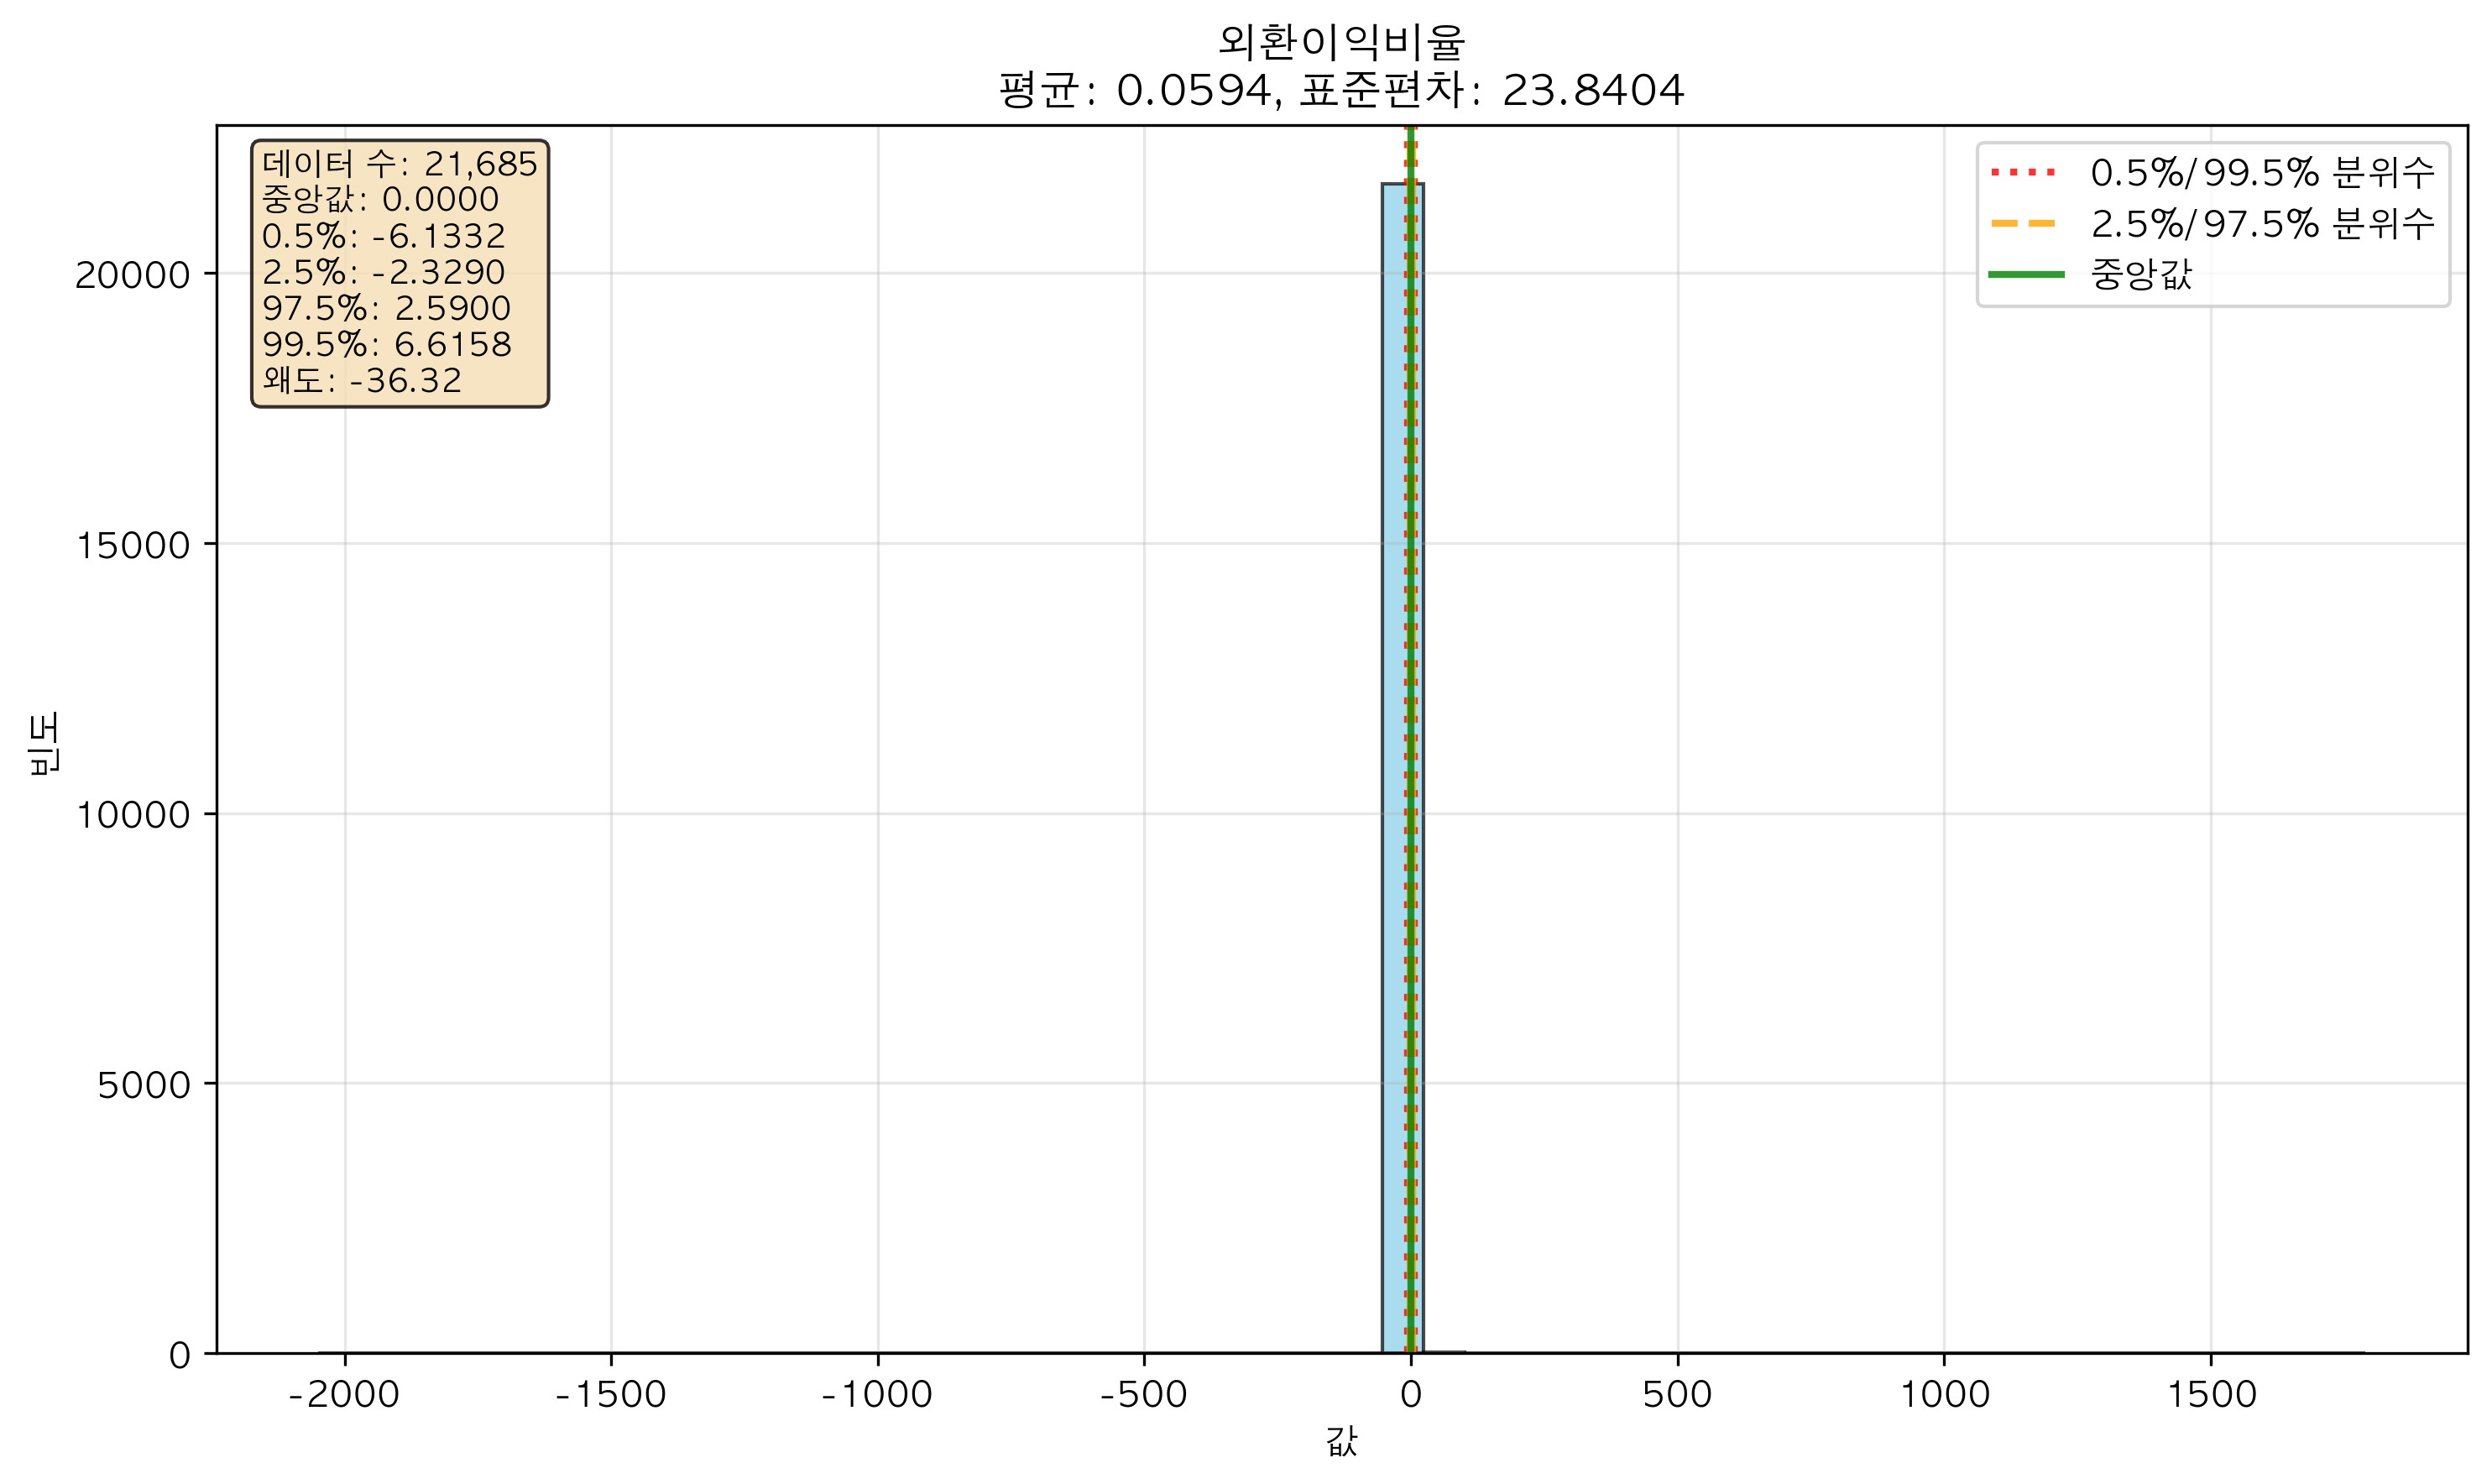 외환이익비율
평균: 0.0594, 표준편차: 23.8404
데이터 수: 21,685
중앙값: 0.0000
0.5%: -6.1332
2.5%: -2.3290
97.5%: 2.5900
99.5%: 6.6158
왜도: -36.32
0.5%/99.5% 분위수
2.5%/97.5% 분위수
중앙값
빈도
20000
15000
10000
5000
0
-2000 -1500 -1000 -500 0 500 1000 1500
값